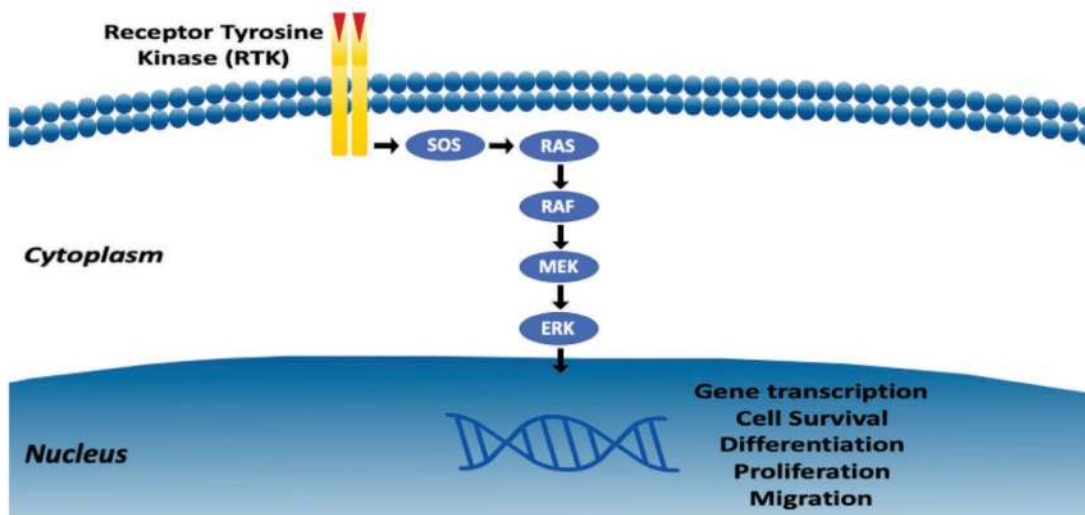 Receptor Tyrosine
Kinase (RTK)
SOS
RAS
RAF
Cytoplasm
MEK
ERK
Gene transcription
Cell Survival
Differentiation
Nucleus
Proliferation
Migration